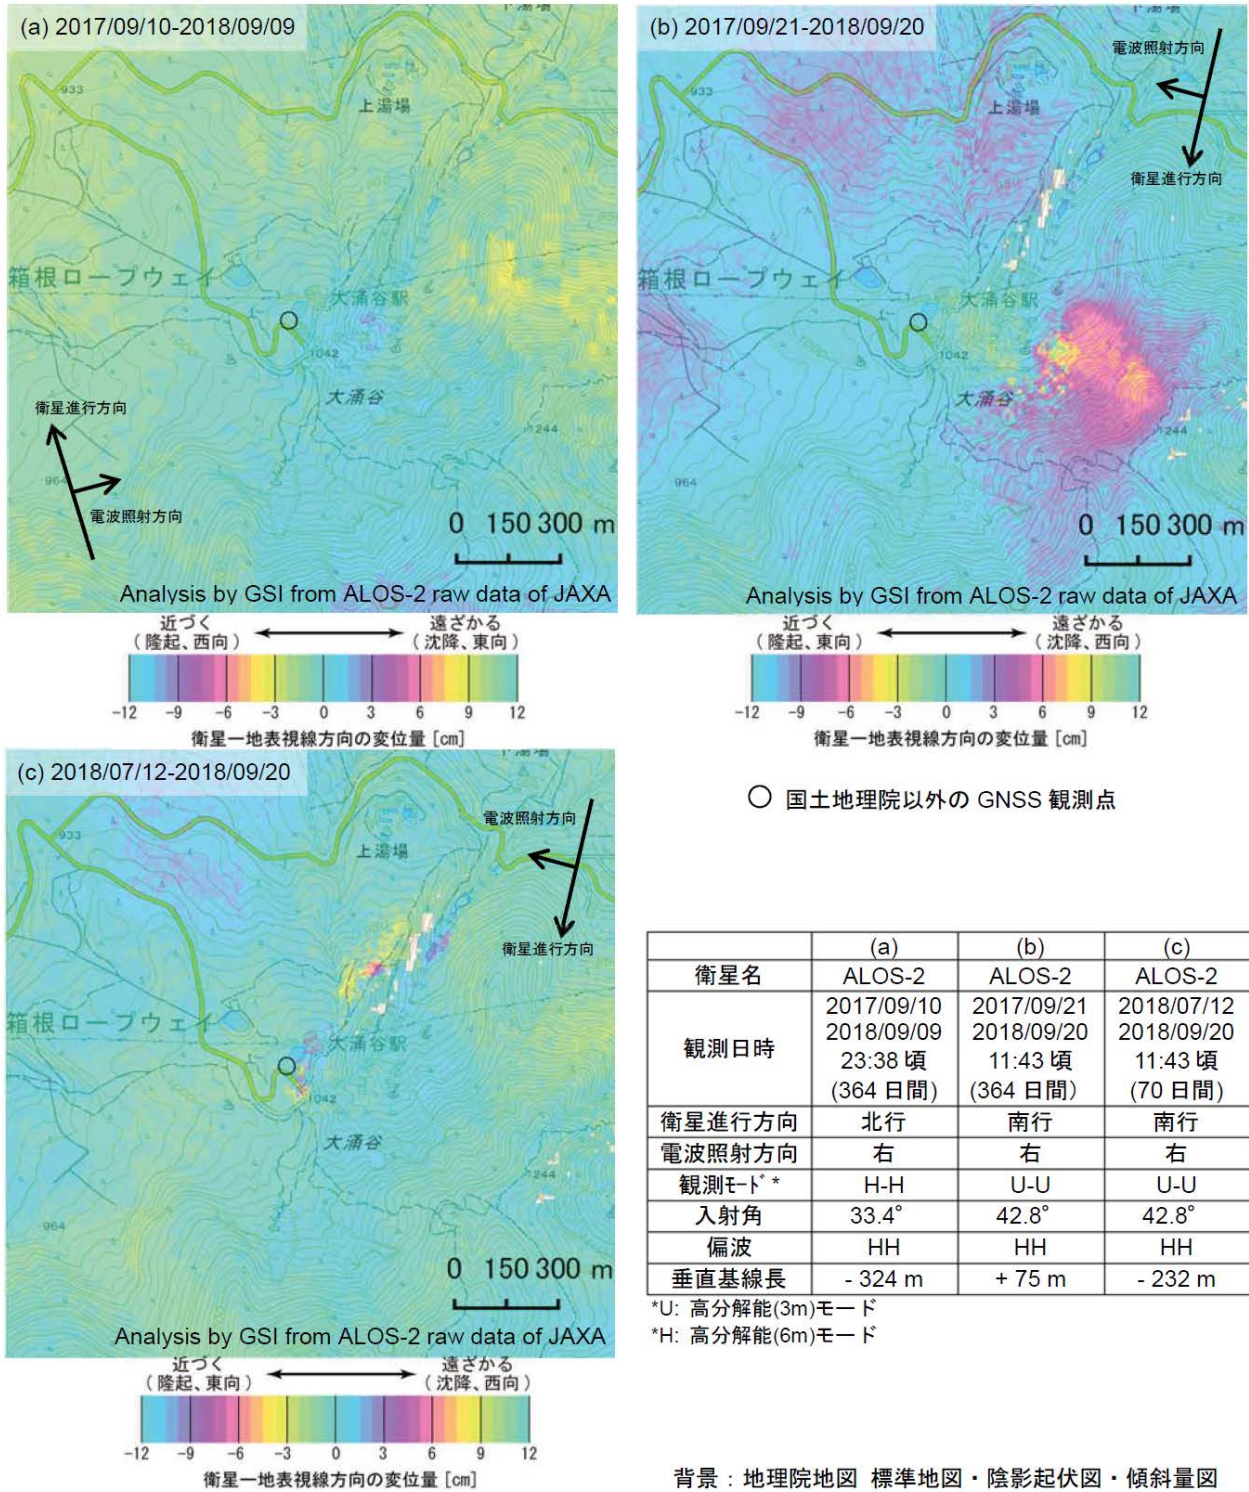 (a) 2017/09/10-2018/09/09
933
上湯場
950
箱根ロープウェイ
大涌谷駅
1042
大涌谷
1244
衛星進行方向
964
電波照射方向
0 150 300 m
Analysis by GSI from ALOS-2 raw data of JAXA
近づく
(隆起、西向)
遠ざかる
(沈降、東向)
-12 -9 -6 -3 0 3 6 9 12
衛星ー地表視線方向の変位量 [cm]
(b) 2017/09/21-2018/09/20
電波照射方向
933
上湯場
衛星進行方向
950
箱根ロープウェイ
大涌谷駅
1042
大涌谷
1244
964
0 150 300 m
Analysis by GSI from ALOS-2 raw data of JAXA
近づく
(隆起、東向)
遠ざかる
(沈降、西向)
-12 -9 -6 -3 0 3 6 9 12
衛星ー地表視線方向の変位量 [cm]
(c) 2018/07/12-2018/09/20
電波照射方向
933
上湯場
衛星進行方向
950
箱根ロープウェイ
大涌谷駅
1042
大涌谷
1244
964
0 150 300 m
Analysis by GSI from ALOS-2 raw data of JAXA
近づく
(隆起、東向)
遠ざかる
(沈降、西向)
-12 -9 -6 -3 0 3 6 9 12
衛星ー地表視線方向の変位量 [cm]
○ 国土地理院以外の GNSS 観測点
(a) (b) (c)
衛星名 ALOS-2 ALOS-2 ALOS-2
観測日時 2017/09/10 2017/09/21 2018/07/12
2018/09/09 2018/09/20 2018/09/20
23:38 頃 11:43 頃 11:43 頃
(364 日間) (364 日間) (70 日間)
衛星進行方向 北行 南行 南行
電波照射方向 右 右 右
観測モード* H-H U-U U-U
入射角 33.4° 42.8° 42.8°
偏波 HH HH HH
垂直基線長 - 324 m + 75 m - 232 m
*U: 高分解能(3m)モード
*H: 高分解能(6m)モード
背景：地理院地図 標準地図・陰影起伏図・傾斜量図